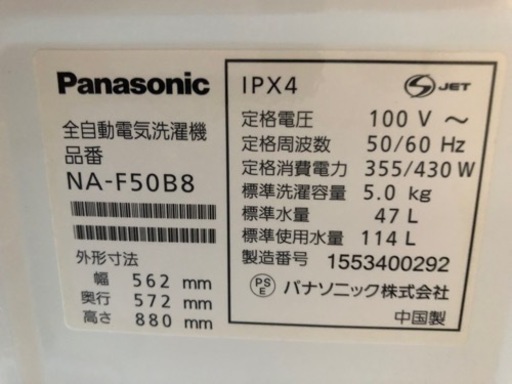 Panasonic
全自動電気洗濯機
品番
NA-F50B8
外形寸法
幅 562 mm
奥行 572 mm
高さ 880 mm
IPX4
S JET
定格電圧 100 V ～
定格周波数 50/60 Hz
定格消費電力 355/430 W
標準洗濯容量 5.0 kg
標準水量 47 L
標準使用水量 114 L
製造番号 1553400292
PSE パナソニック株式会社
中国製